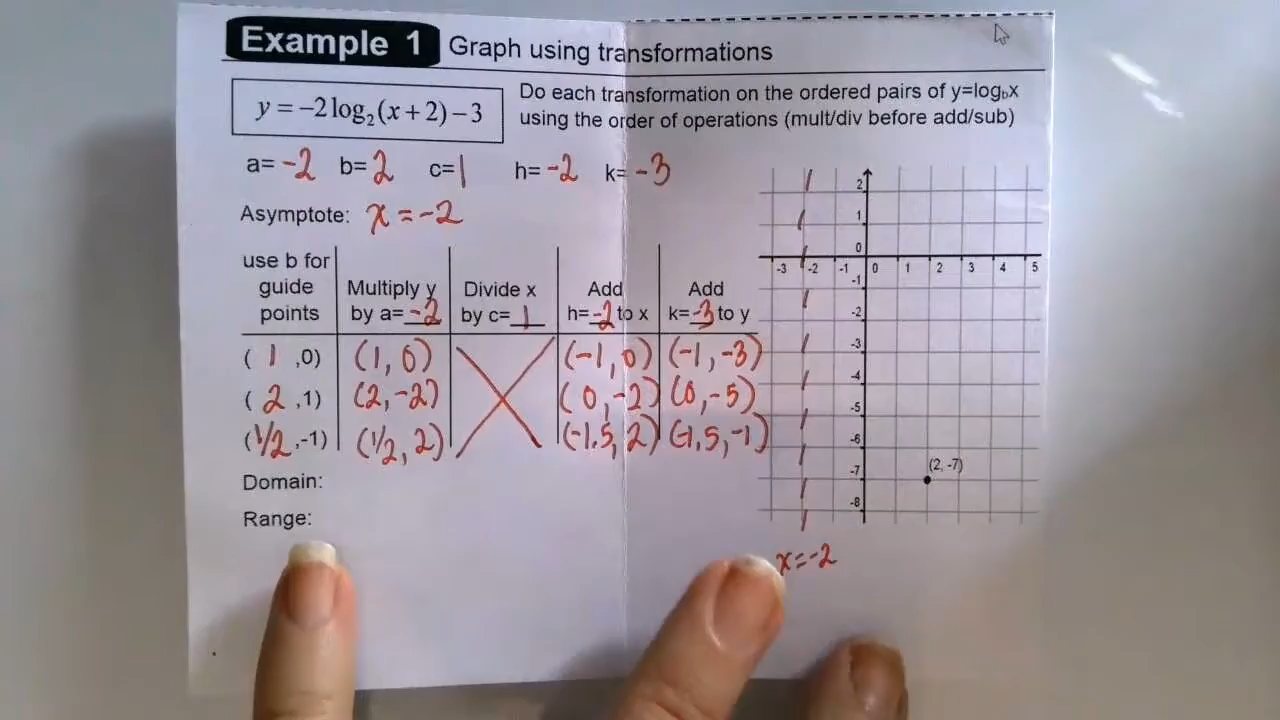 Example 1 Graph using transformations
y = −2 log₂(x + 2) − 3
Do each transformation on the ordered pairs of y=log_b x
using the order of operations (mult/div before add/sub)
a= -2 b= 2 c= 1 h= -2 k= -3
Asymptote: x = -2
use b for guide points
Multiply y by a= -2
Divide x by c= 1
Add h= -2 to x
Add k= -3 to y
( 1 ,0) (1, 0) (-1, 0) (-1, -3)
( 2 ,1) (2, -2) (0, -2) (0, -5)
(1/2 ,-1) (1/2, 2) (-1.5, 2) (-1.5, -1)
Domain:
Range:
2
1
0
-3 -2 -1 0 1 2 3 4 5
-1
-2
-3
-4
-5
-6
-7
-8
(2, -7)
x=-2